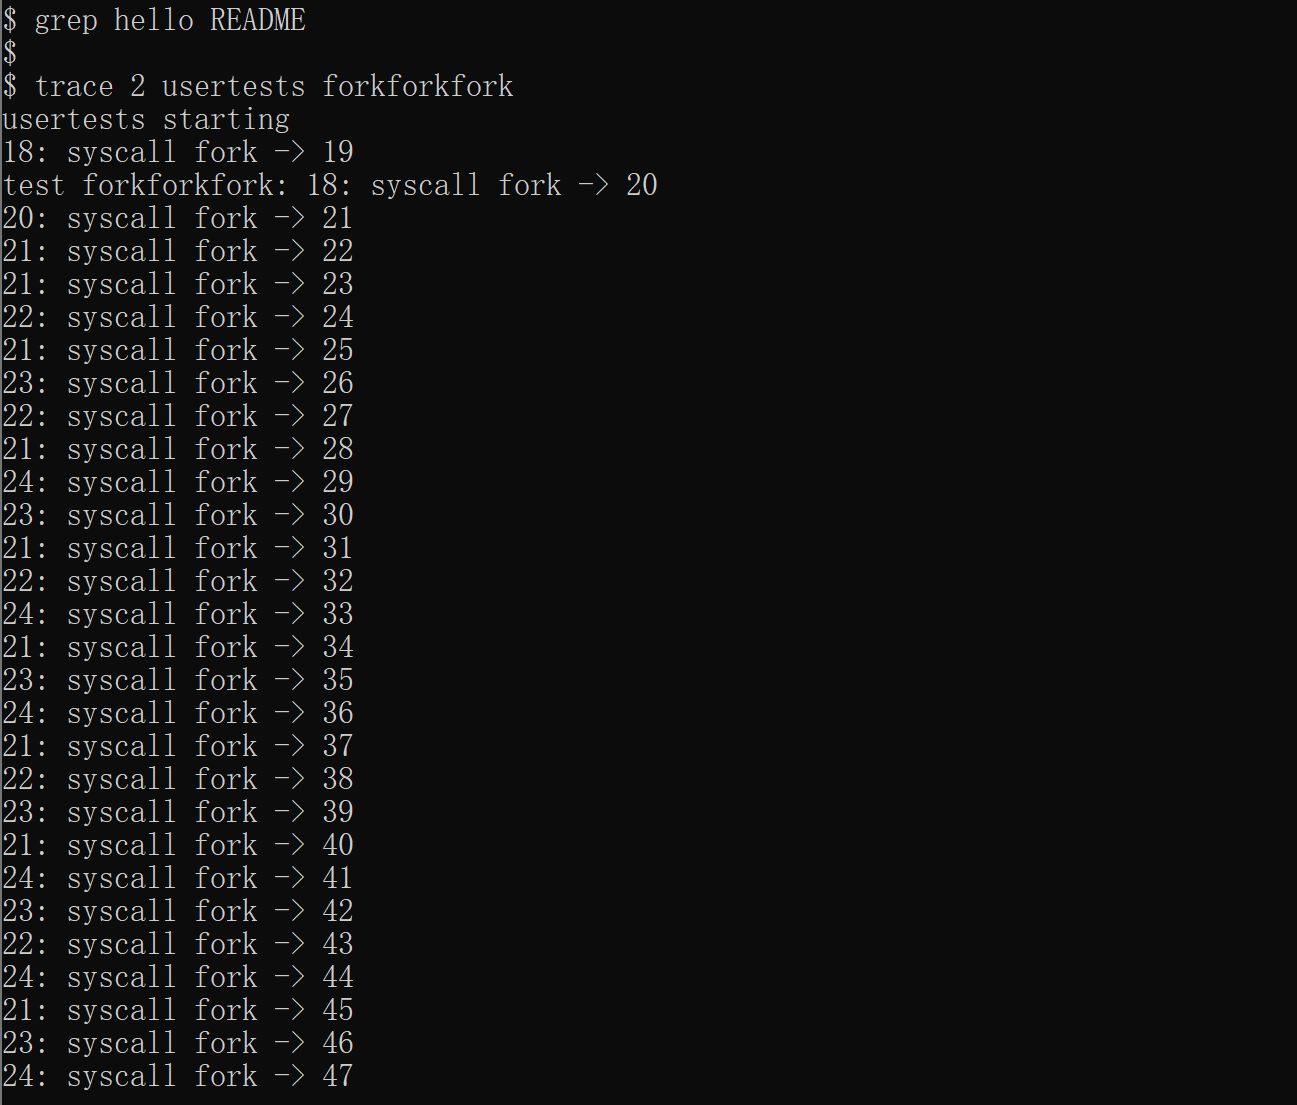 $ grep hello README
$
$ trace 2 usertests forkforkfork
usertests starting
18: syscall fork -> 19
test forkforkfork: 18: syscall fork -> 20
20: syscall fork -> 21
21: syscall fork -> 22
21: syscall fork -> 23
22: syscall fork -> 24
21: syscall fork -> 25
23: syscall fork -> 26
22: syscall fork -> 27
21: syscall fork -> 28
24: syscall fork -> 29
23: syscall fork -> 30
21: syscall fork -> 31
22: syscall fork -> 32
24: syscall fork -> 33
21: syscall fork -> 34
23: syscall fork -> 35
24: syscall fork -> 36
21: syscall fork -> 37
22: syscall fork -> 38
23: syscall fork -> 39
21: syscall fork -> 40
24: syscall fork -> 41
23: syscall fork -> 42
22: syscall fork -> 43
24: syscall fork -> 44
21: syscall fork -> 45
23: syscall fork -> 46
24: syscall fork -> 47